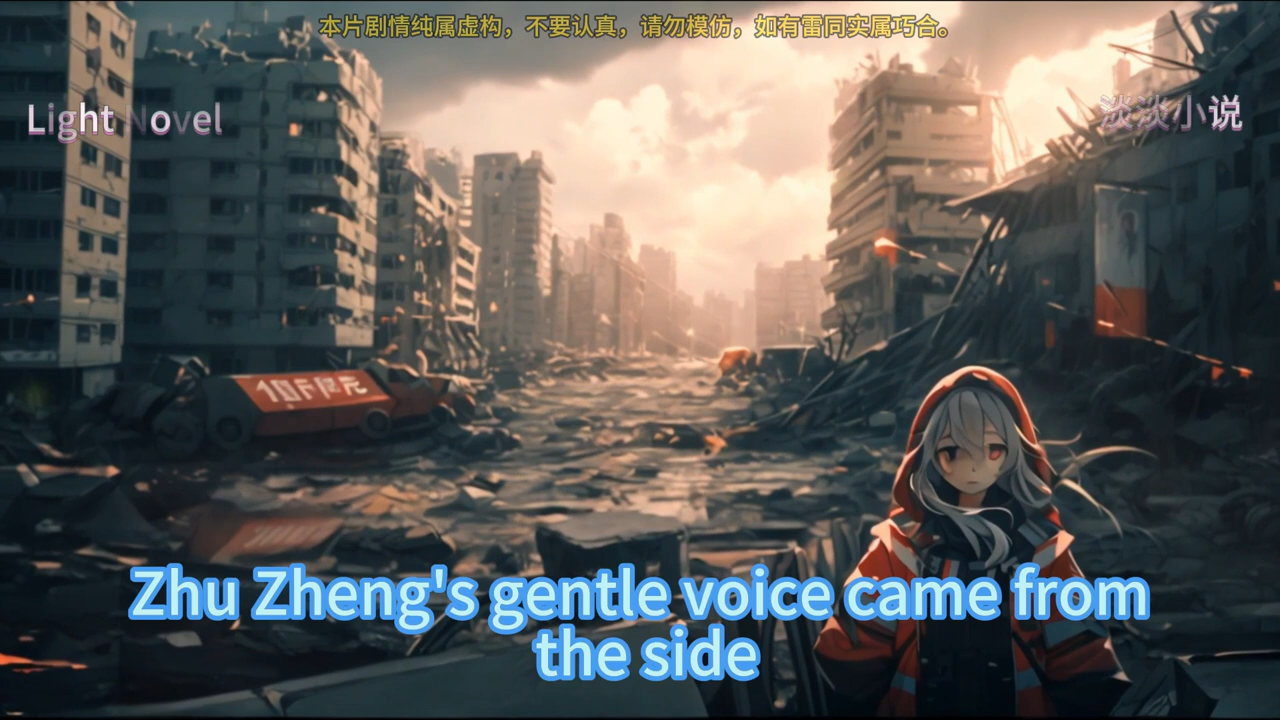 本片剧情纯属虚构，不要认真，请勿模仿，如有雷同实属巧合。
Light Novel
淡淡小说
Zhu Zheng's gentle voice came from
the side